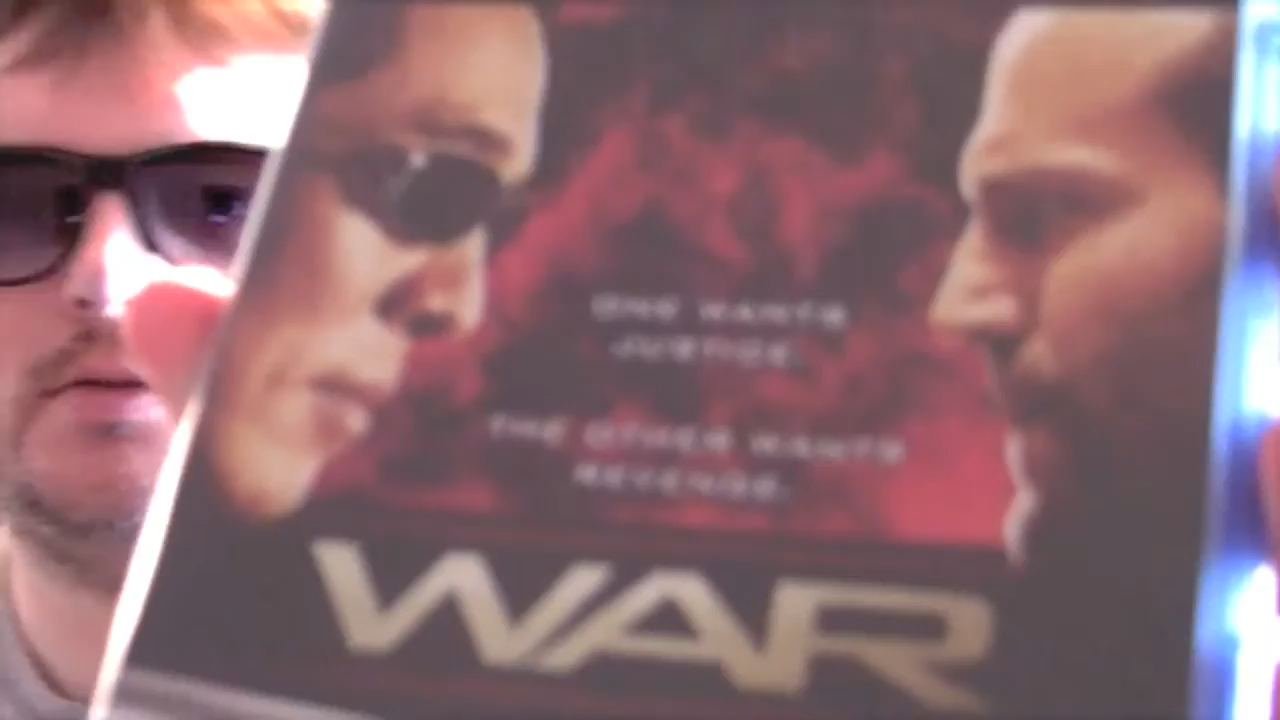 ONE WANTS
JUSTICE.
THE OTHER WANTS
REVENGE.
WAR